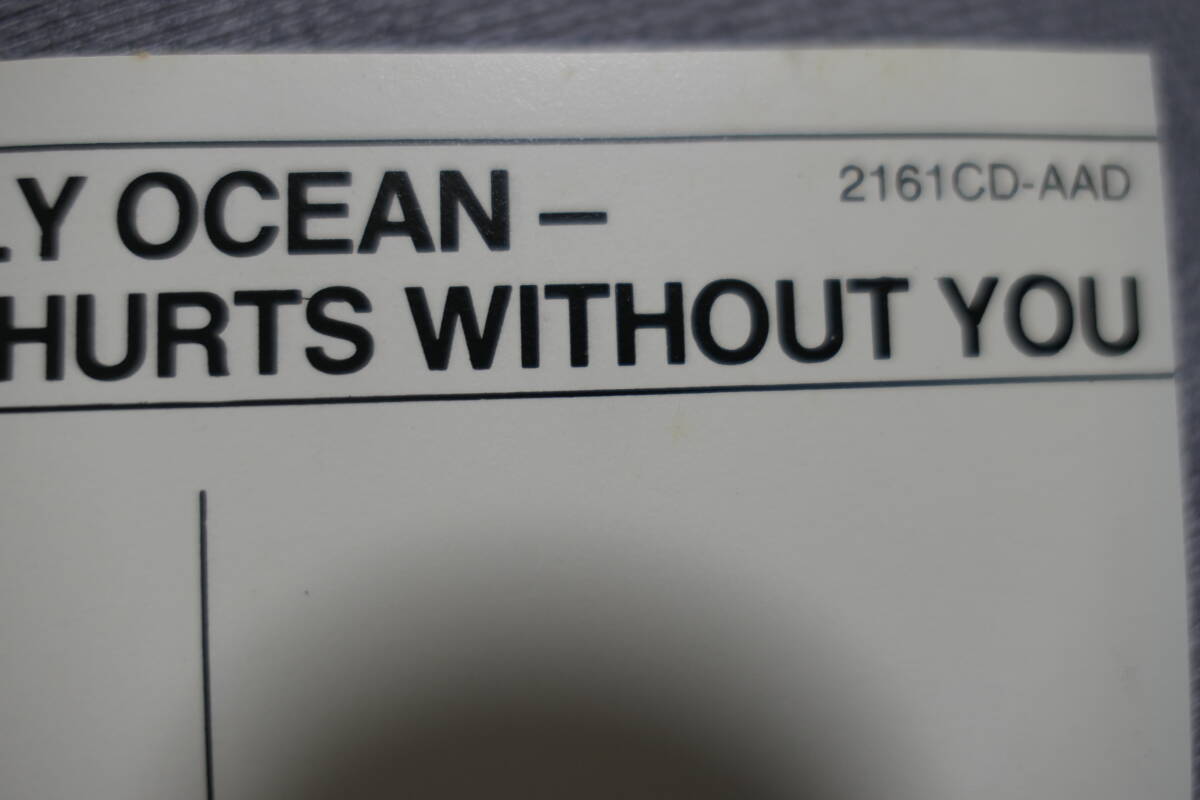 LY OCEAN –
2161CD-AAD
HURTS WITHOUT YOU